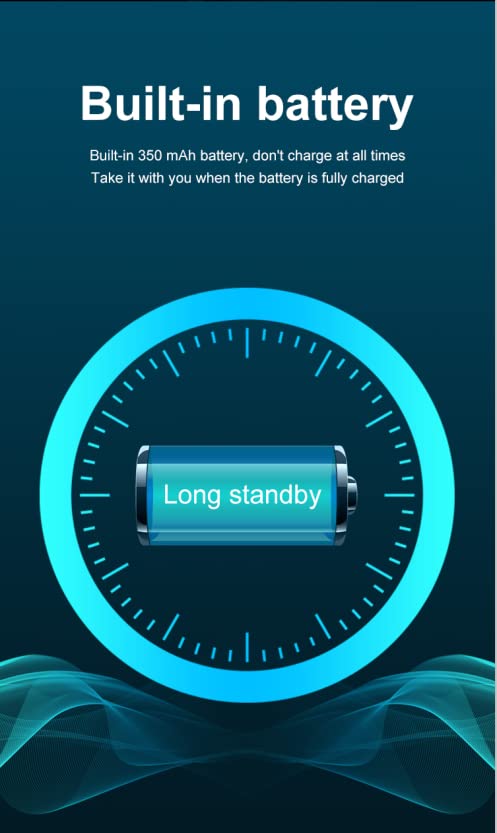 Built-in battery
Built-in 350 mAh battery, don't charge at all times
Take it with you when the battery is fully charged
Long standby